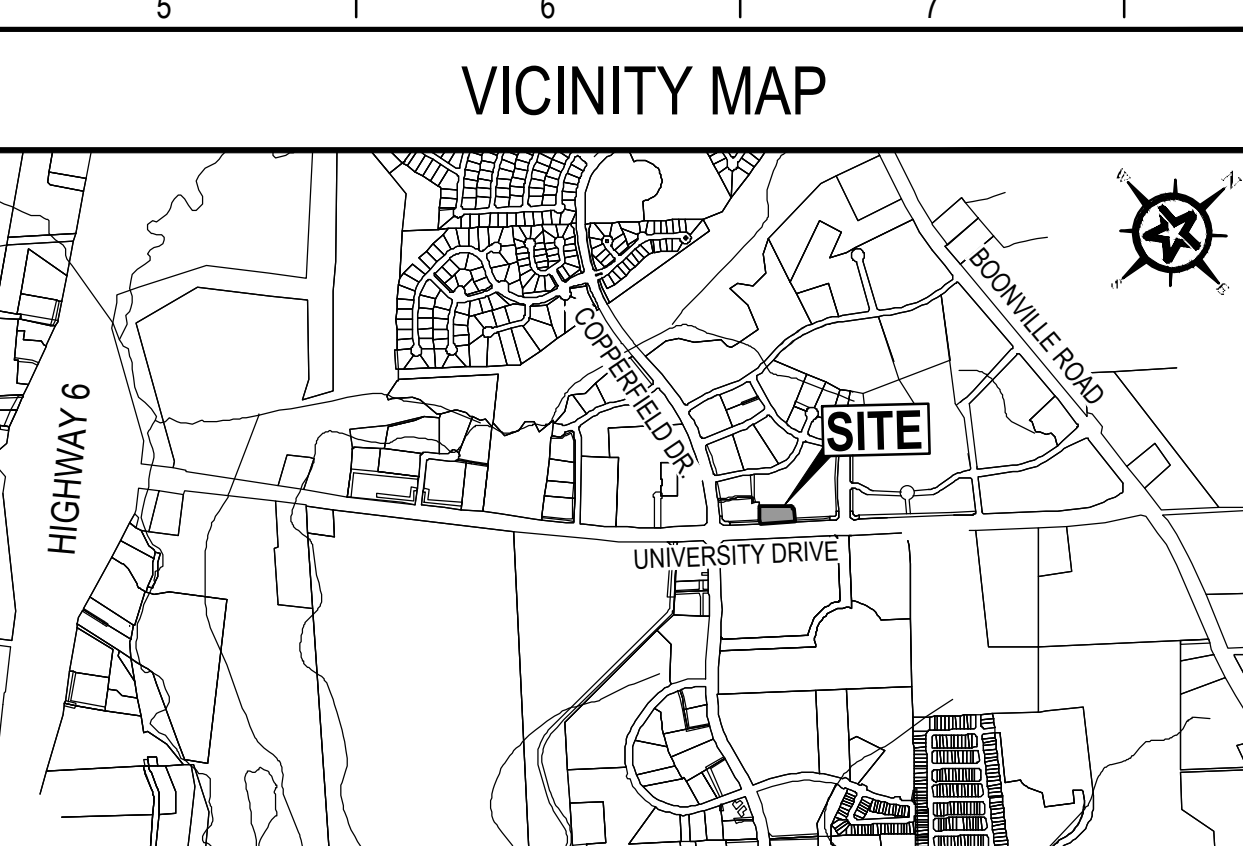 5 6 7
VICINITY MAP
W N
S E
BOONVILLE ROAD
COPPERFIELD DR.
HIGHWAY 6
SITE
UNIVERSITY DRIVE